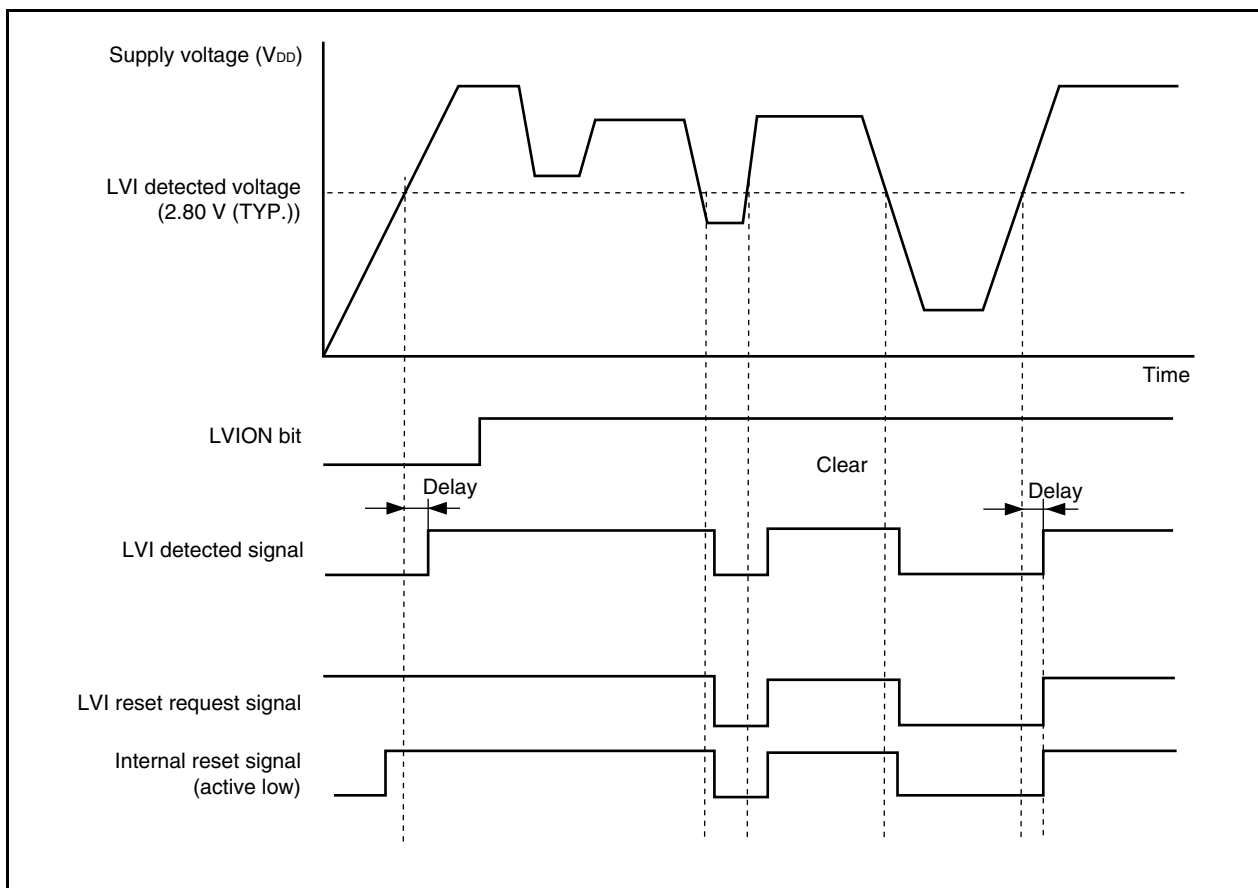 Supply voltage (VDD)
LVI detected voltage
(2.80 V (TYP.))
Time
LVION bit
Clear
Delay
Delay
LVI detected signal
LVI reset request signal
Internal reset signal
(active low)